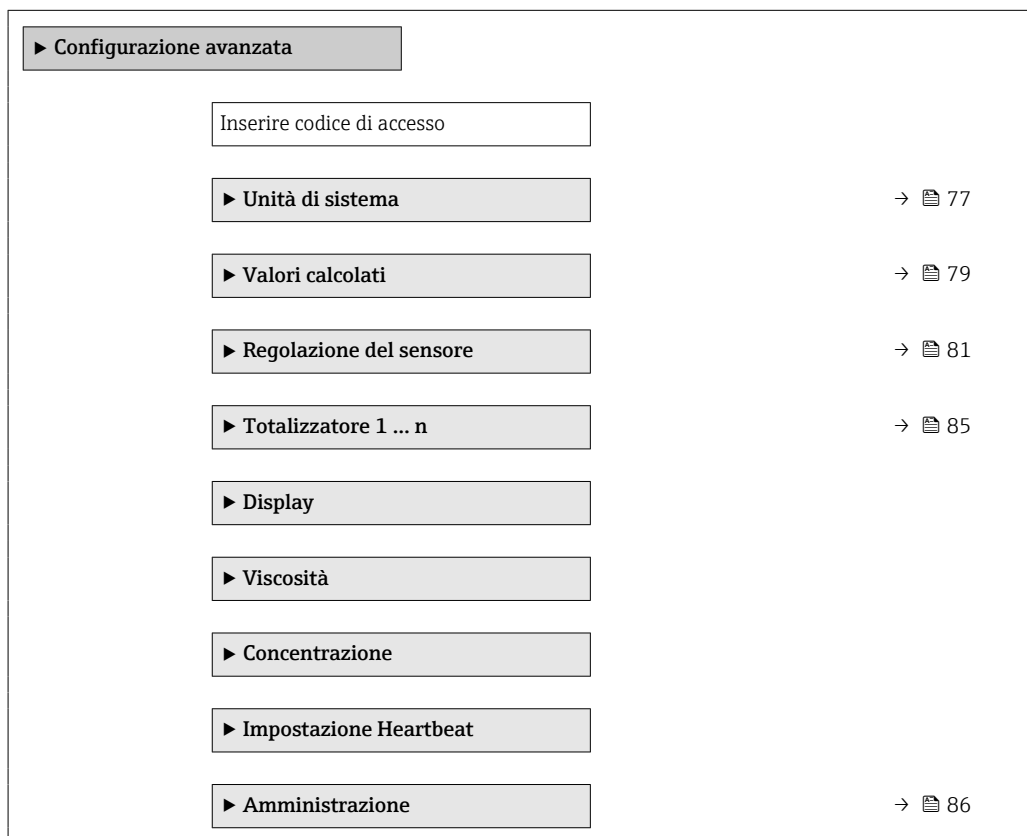 ▶ Configurazione avanzata
Inserire codice di accesso
▶ Unità di sistema → 77
▶ Valori calcolati → 79
▶ Regolazione del sensore → 81
▶ Totalizzatore 1 … n → 85
▶ Display
▶ Viscosità
▶ Concentrazione
▶ Impostazione Heartbeat
▶ Amministrazione → 86